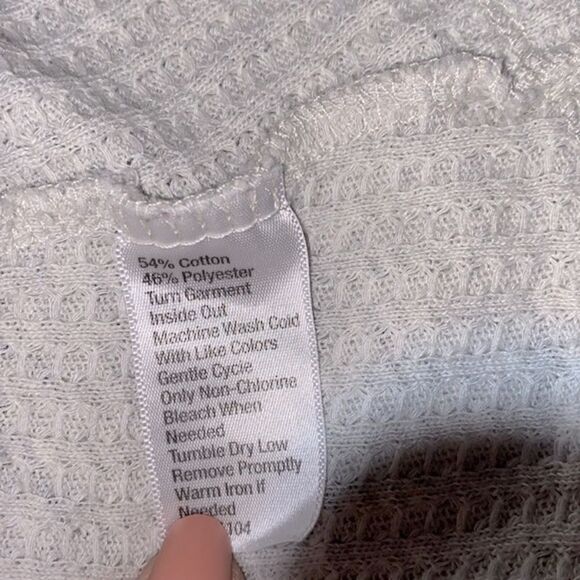 54% Cotton
46% Polyester
Turn Garment
Inside Out
Machine Wash Cold
With Like Colors
Gentle Cycle
Only Non-Chlorine
Bleach When
Needed
Tumble Dry Low
Remove Promptly
Warm Iron If
Needed
104